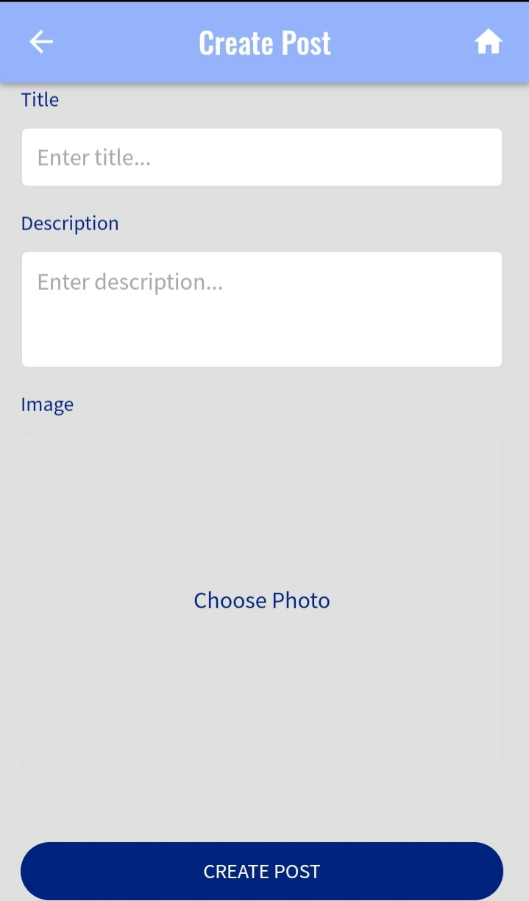 Create Post
Title
Enter title...
Description
Enter description...
Image
Choose Photo
CREATE POST